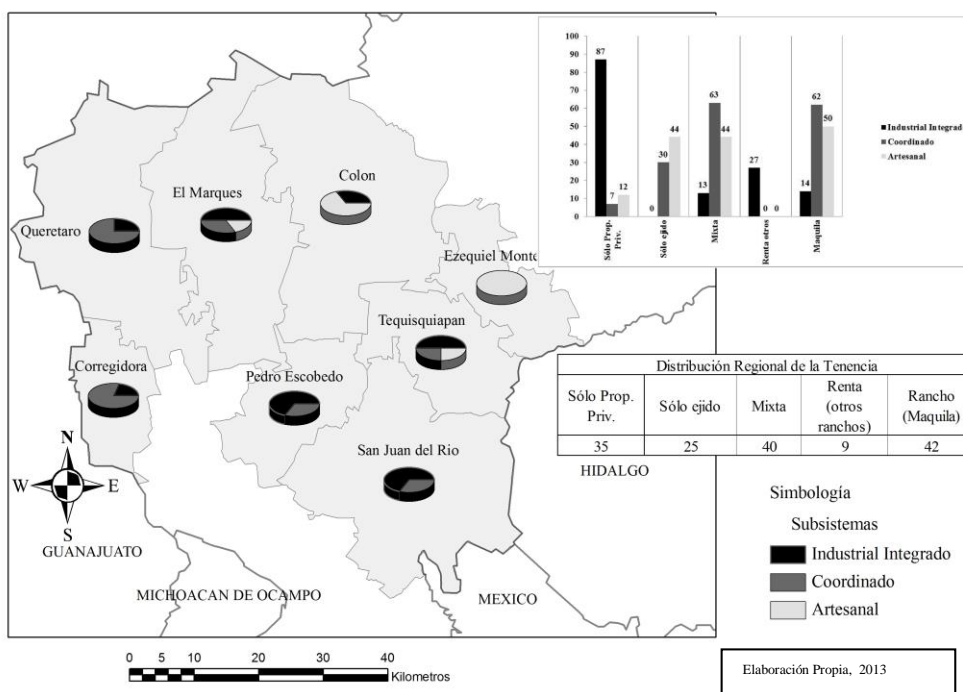 100
90
80
70
60
50
40
30
20
10
0
87
7
12
0
30
44
13
63
44
27
0
0
14
62
50
Sólo Prop. Priv.
Sólo ejido
Mixta
Renta otros
Maquila
Industrial Integrad
Coordinado
Artesanal
Colon
El Marques
Queretaro
Ezequiel Monte
Tequisquiapan
Corregidora
Pedro Escobedo
San Juan del Rio
Distribución Regional de la Tenencia
Sólo Prop. Priv.
Sólo ejido
Mixta
Renta (otros ranchos)
Rancho (Maquila)
35 25 40 9 42
HIDALGO
N
W E
S
GUANAJUATO
MICHOACAN DE OCAMPO
MEXICO
Simbología
Subsistemas
Industrial Integrado
Coordinado
Artesanal
0 5 10 20 30 40
Kilometros
Elaboración Propia, 2013